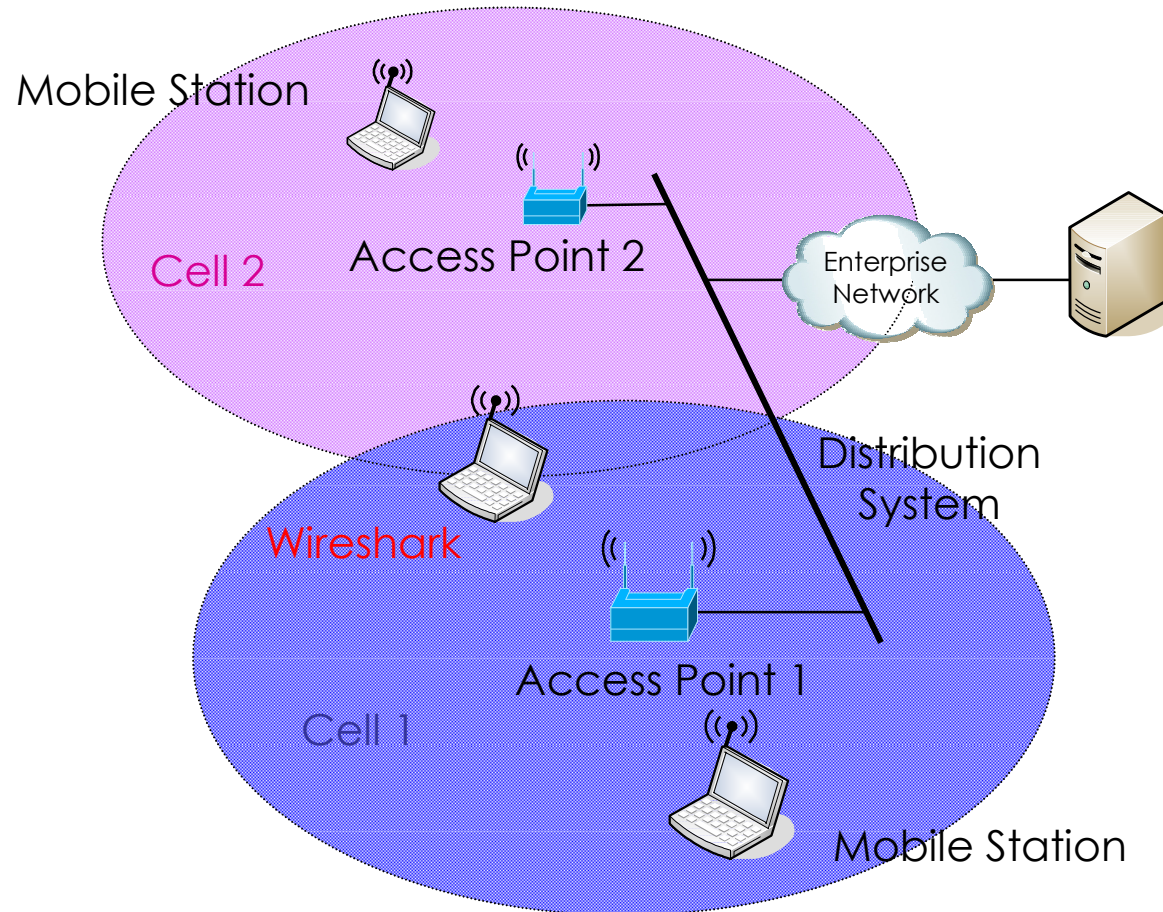 Mobile Station
Access Point 2
Cell 2
Enterprise
Network
Distribution
System
Wireshark
Access Point 1
Cell 1
Mobile Station